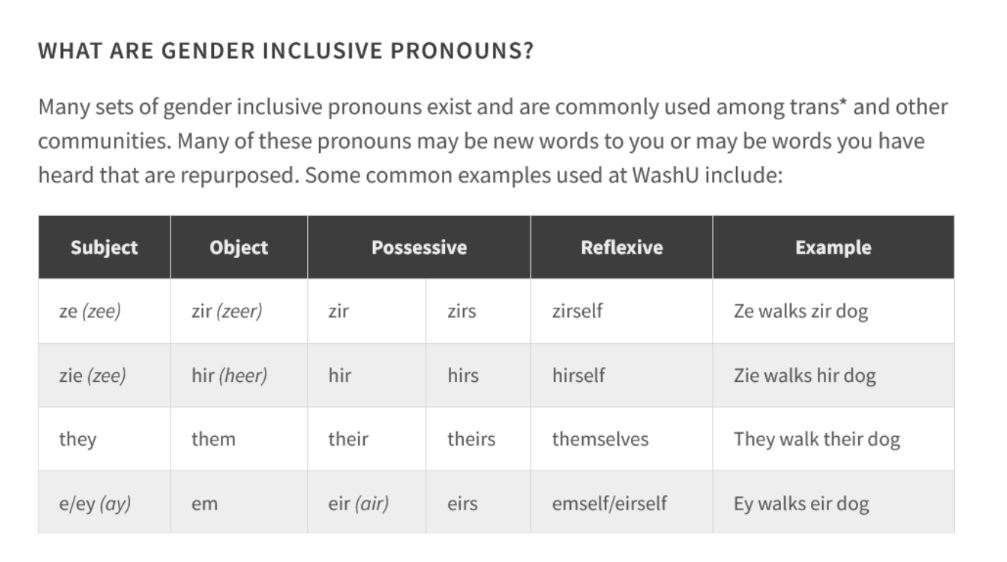 WHAT ARE GENDER INCLUSIVE PRONOUNS?
Many sets of gender inclusive pronouns exist and are commonly used among trans* and other
communities. Many of these pronouns may be new words to you or may be words you have
heard that are repurposed. Some common examples used at WashU include:
Subject Object Possessive Reflexive Example
ze (zee) zir (zeer) zir zirs zirself Ze walks zir dog
zie (zee) hir (heer) hir hirs hirself Zie walks hir dog
they them their theirs themselves They walk their dog
e/ey (ay) em eir (air) eirs emself/eirself Ey walks eir dog